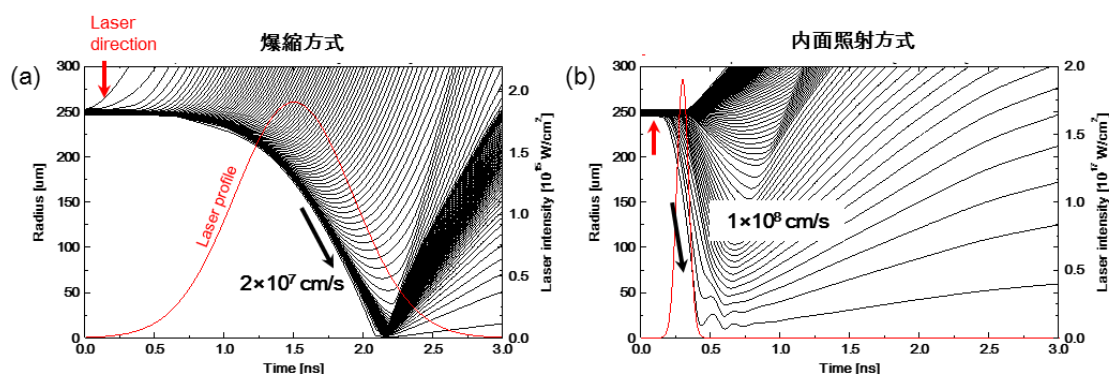 Laser
direction
爆縮方式
(a)
300
250
200
150
100
50
0
Radius [um]
0.0 0.5 1.0 1.5 2.0 2.5 3.0
Time [ns]
2.0
1.5
1.0
0.5
0.0
Laser intensity [10¹⁵ W/cm²]
Laser profile
2×10⁷ cm/s
内面照射方式
(b)
300
250
200
150
100
50
0
Radius [um]
0.0 0.5 1.0 1.5 2.0 2.5 3.0
Time [ns]
2.0
1.5
1.0
0.5
0.0
Laser intensity [10¹⁷ W/cm²]
1×10⁸ cm/s